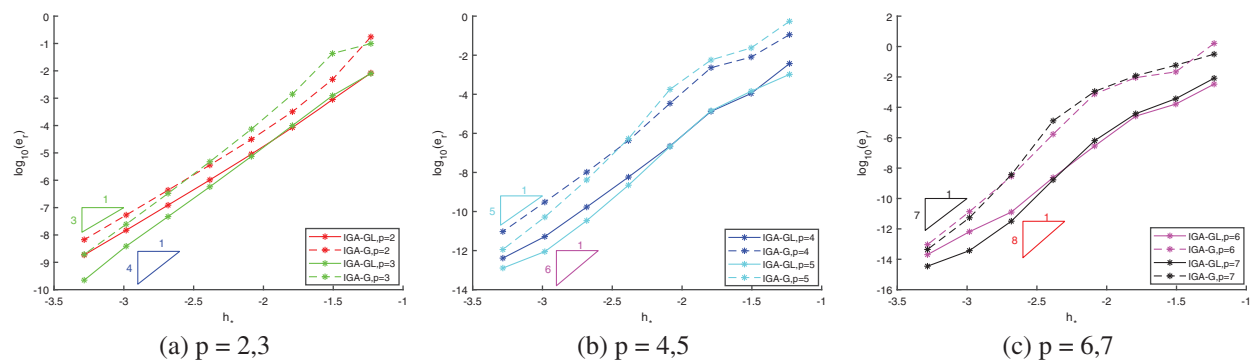 0
-1
-2
-3
-4
-5
-6
-7
-8
-9
-10
log10(er)
3
1
1
4
IGA-GL,p=2
IGA-G,p=2
IGA-GL,p=3
IGA-G,p=3
-3.5 -3 -2.5 -2 -1.5 -1
h*
(a) p = 2,3
0
-2
-4
-6
-8
-10
-12
-14
log10(er)
1
5
1
6
IGA-GL,p=4
IGA-G,p=4
IGA-GL,p=5
IGA-G,p=5
-3.5 -3 -2.5 -2 -1.5 -1
h*
(b) p = 4,5
2
0
-2
-4
-6
-8
-10
-12
-14
-16
log10(er)
1
7
1
8
IGA-GL,p=6
IGA-G,p=6
IGA-GL,p=7
IGA-G,p=7
-3.5 -3 -2.5 -2 -1.5 -1
h*
(c) p = 6,7